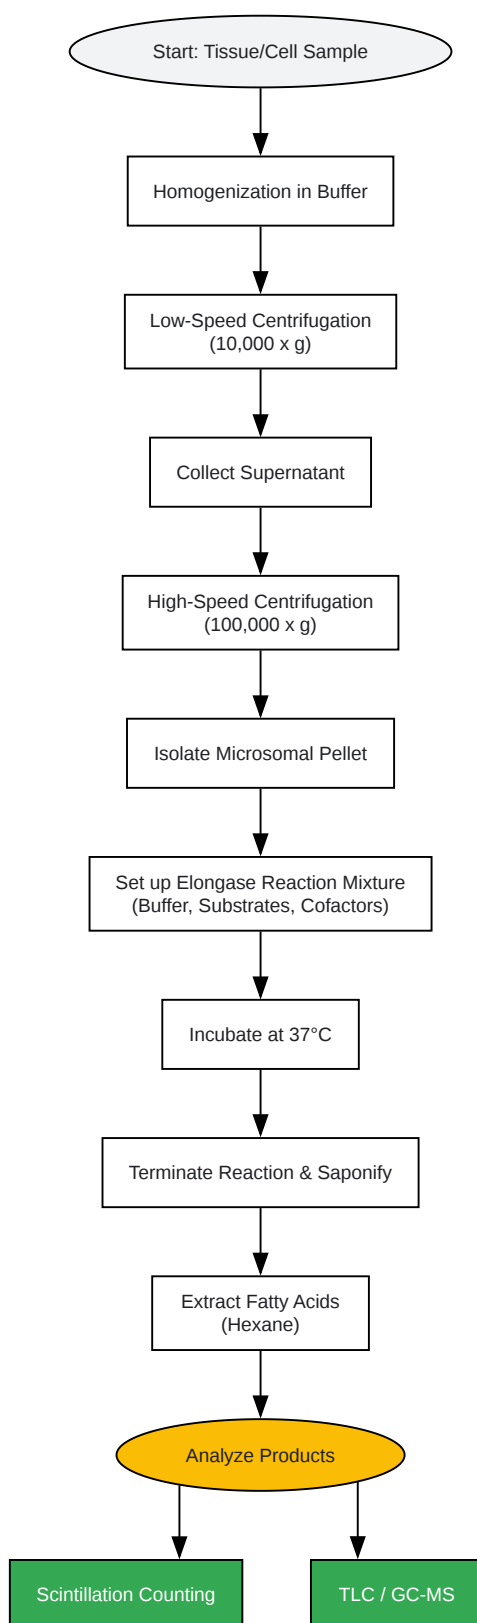 Start: Tissue/Cell Sample
Homogenization in Buffer
Low-Speed Centrifugation
(10,000 x g)
Collect Supernatant
High-Speed Centrifugation
(100,000 x g)
Isolate Microsomal Pellet
Set up Elongase Reaction Mixture
(Buffer, Substrates, Cofactors)
Incubate at 37°C
Terminate Reaction & Saponify
Extract Fatty Acids
(Hexane)
Analyze Products
Scintillation Counting
TLC / GC-MS